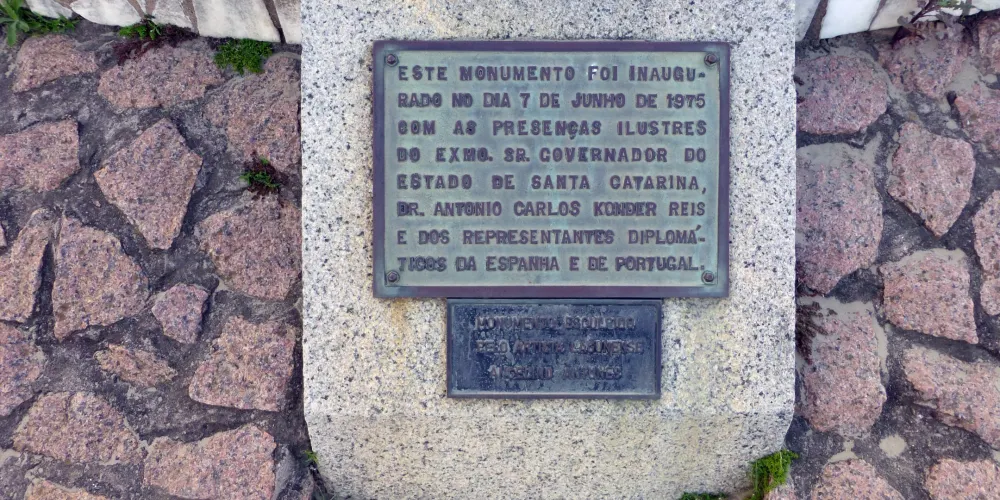 ESTE MONUMENTO FOI INAUGU-
RADO NO DIA 7 DE JUNHO DE 1975
COM AS PRESENÇAS ILUSTRES
DO EXMO. SR. GOVERNADOR DO
ESTADO DE SANTA CATARINA,
DR. ANTONIO CARLOS KONDER REIS
E DOS REPRESENTANTES DIPLOMÁ-
TICOS DA ESPANHA E DE PORTUGAL.
MONUMENTO ESCULPIDO
PELO ARTISTA LAGUNENSE
ANTUNES